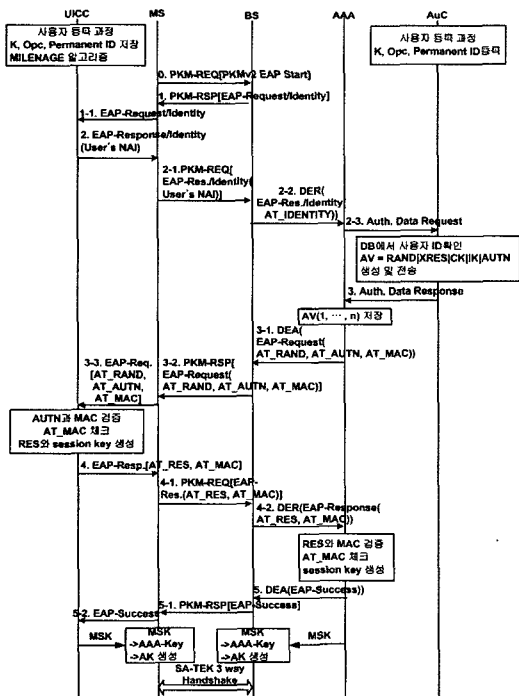 UICC MS BS AAA AuC
사용자 등록 과정
K, Opc, Permanent ID 저장
MILENAGE 알고리즘
사용자 등록 과정
K, Opc, Permanent ID등록
0. PKM-REQ[PKMv2 EAP Start]
1. PKM-RSP[EAP-Request/Identity]
1-1. EAP-Request/Identity
2. EAP-Response/Identity
(User's NAI)
2-1.PKM-REQ[
EAP-Res./Identity(
User's NAI)]
2-2. DER(
EAP-Res./Identity
AT_IDENTITY))
2-3. Auth. Data Request
DB에서 사용자 ID확인
AV = RAND|XRES|CK|IK|AUTN
생성 및 전송
3. Auth. Data Response
AV(1, ···, n) 저장
3-1. DEA(
EAP-Request(
AT_RAND, AT_AUTN, AT_MAC))
3-2. PKM-RSP[
EAP-Request(
AT_RAND, AT_AUTN, AT_MAC)]
3-3. EAP-Req.
[AT_RAND,
AT_AUTN,
AT_MAC]
AUTN과 MAC 검증
AT_MAC 체크
RES와 session key 생성
4. EAP-Resp.[AT_RES, AT_MAC]
4-1. PKM-REQ[EAP-
Res.(AT_RES, AT_MAC)]
4-2. DER(EAP-Response(
AT_RES, AT_MAC))
RES와 MAC 검증
AT_MAC 체크
session key 생성
5. DEA(EAP-Success))
5-1. PKM-RSP[EAP-Success]
5-2. EAP-Success
MSK
MSK
->AAA-Key
->AK 생성
MSK
->AAA-Key
->AK 생성
MSK
SA-TEK 3 way
Handshake